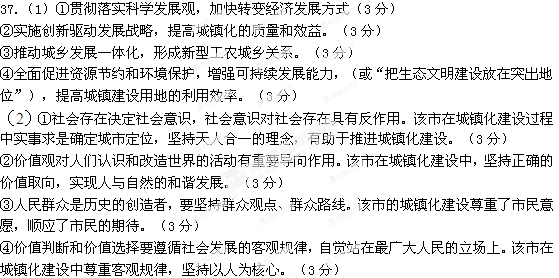 37.（1）①贯彻落实科学发展观，加快转变经济发展方式（3 分）
②实施创新驱动发展战略，提高城镇化的质量和效益。（3 分）
③推动城乡发展一体化，形成新型工农城乡关系。（3 分）
④全面促进资源节约和环境保护，增强可持续发展能力，（或“把生态文明建设放在突出地
位”），提高城镇建设用地的利用效率。（3 分）
（2）①社会存在决定社会意识，社会意识对社会存在具有反作用。该市在城镇化建设过程
中实事求是确定城市定位，坚持天人合一的理念，有助于推进城镇化建设。（3 分）
②价值观对人们认识和改造世界的活动有重要导向作用。该市在城镇化建设中，坚持正确的
价值取向，实现人与自然的和谐发展。（3 分）
③人民群众是历史的创造者，要坚持群众观点、群众路线。该市的城镇化建设尊重了市民意
愿，顺应了市民的期待。（3 分）
④价值判断和价值选择要遵循社会发展的客观规律，自觉站在最广大人民的立场上。该市在
城镇化建设中尊重客观规律，坚持以人为核心。（3 分）